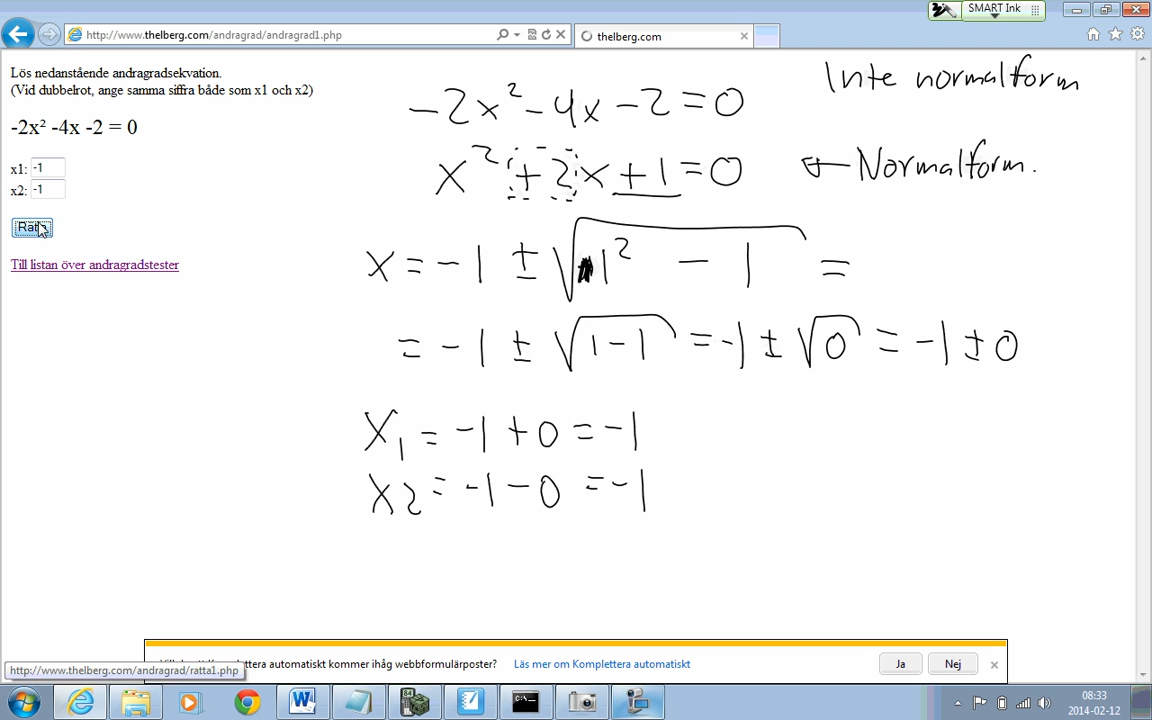 SMART Ink
http://www.thelberg.com/andragrad/andragrad1.php
thelberg.com
Lös nedanstående andragradsekvation.
(Vid dubbelrot, ange samma siffra både som x1 och x2)
-2x² -4x -2 = 0
x1: -1
x2: -1
Till listan över andragradstester
Inte normalform
-2x² - 4x - 2 = 0
x² + 2x + 1 = 0 ← Normalform.
x = -1 ± √1² - 1 =
= -1 ± √1-1 = -1 ± √0 = -1 ± 0
x₁ = -1 + 0 = -1
x2 = -1 - 0 = -1
automatiskt kommer ihåg webbformulärposter? Läs mer om Komplettera automatiskt Ja Nej
http://www.thelberg.com/andragrad/ratta1.php
08:33
2014-02-12